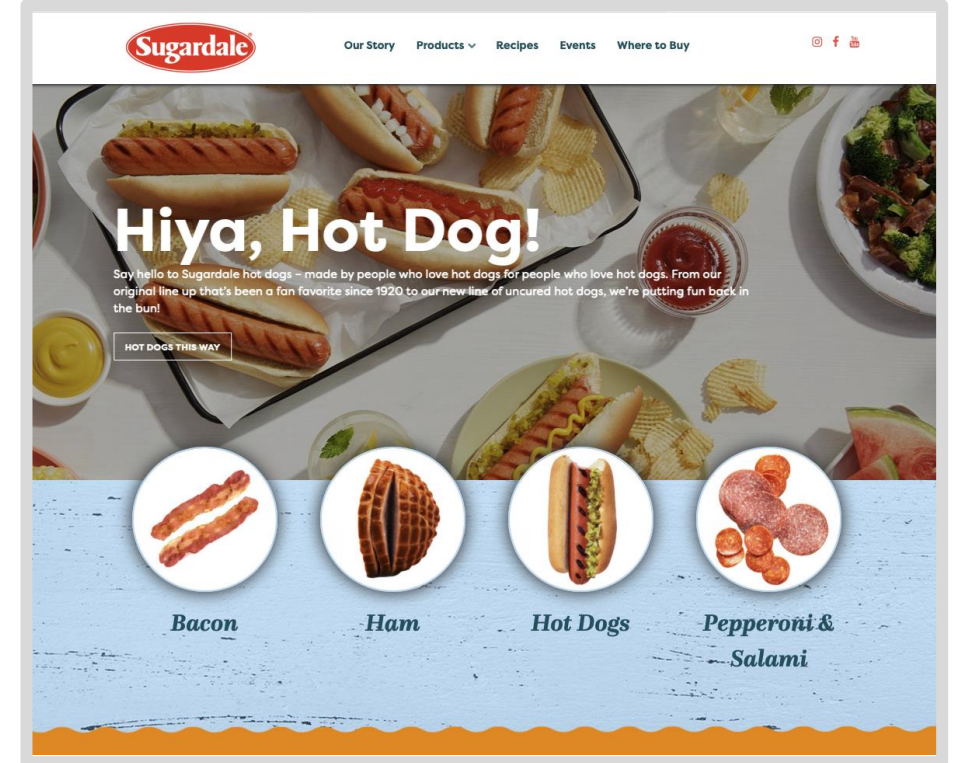 Sugardale®
Our Story Products Recipes Events Where to Buy
Hiya, Hot Dog!
Say hello to Sugardale hot dogs – made by people who love hot dogs for people who love hot dogs. From our
original line up that's been a fan favorite since 1920 to our new line of uncured hot dogs, we're putting fun back in
the bun!
HOT DOGS THIS WAY
Bacon Ham Hot Dogs Pepperoni &
Salami